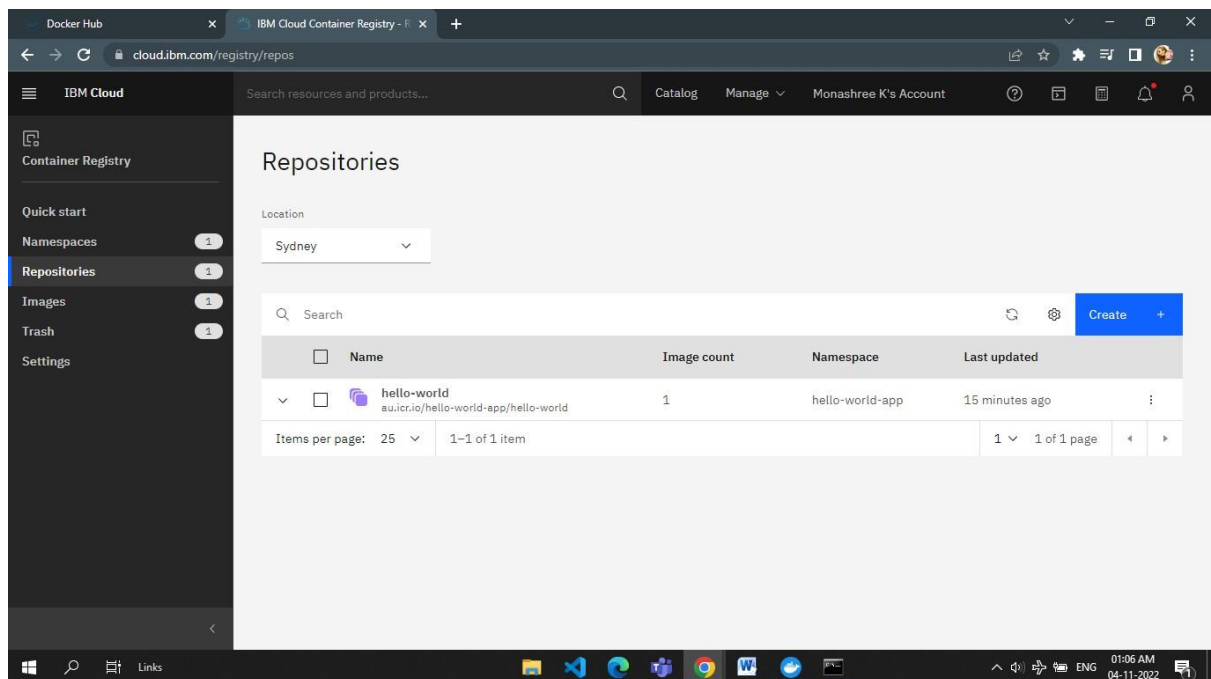 Docker Hub
IBM Cloud Container Registry - R
cloud.ibm.com/registry/repos
IBM Cloud
Search resources and products...
Catalog
Manage
Monashree K's Account
Container Registry
Quick start
Namespaces 1
Repositories 1
Images 1
Trash 1
Settings
Repositories
Location
Sydney
Search
Create +
Name Image count Namespace Last updated
hello-world 1 hello-world-app 15 minutes ago
au.icr.io/hello-world-app/hello-world
Items per page: 25 1–1 of 1 item 1 1 of 1 page
Links
ENG
01:06 AM
04-11-2022